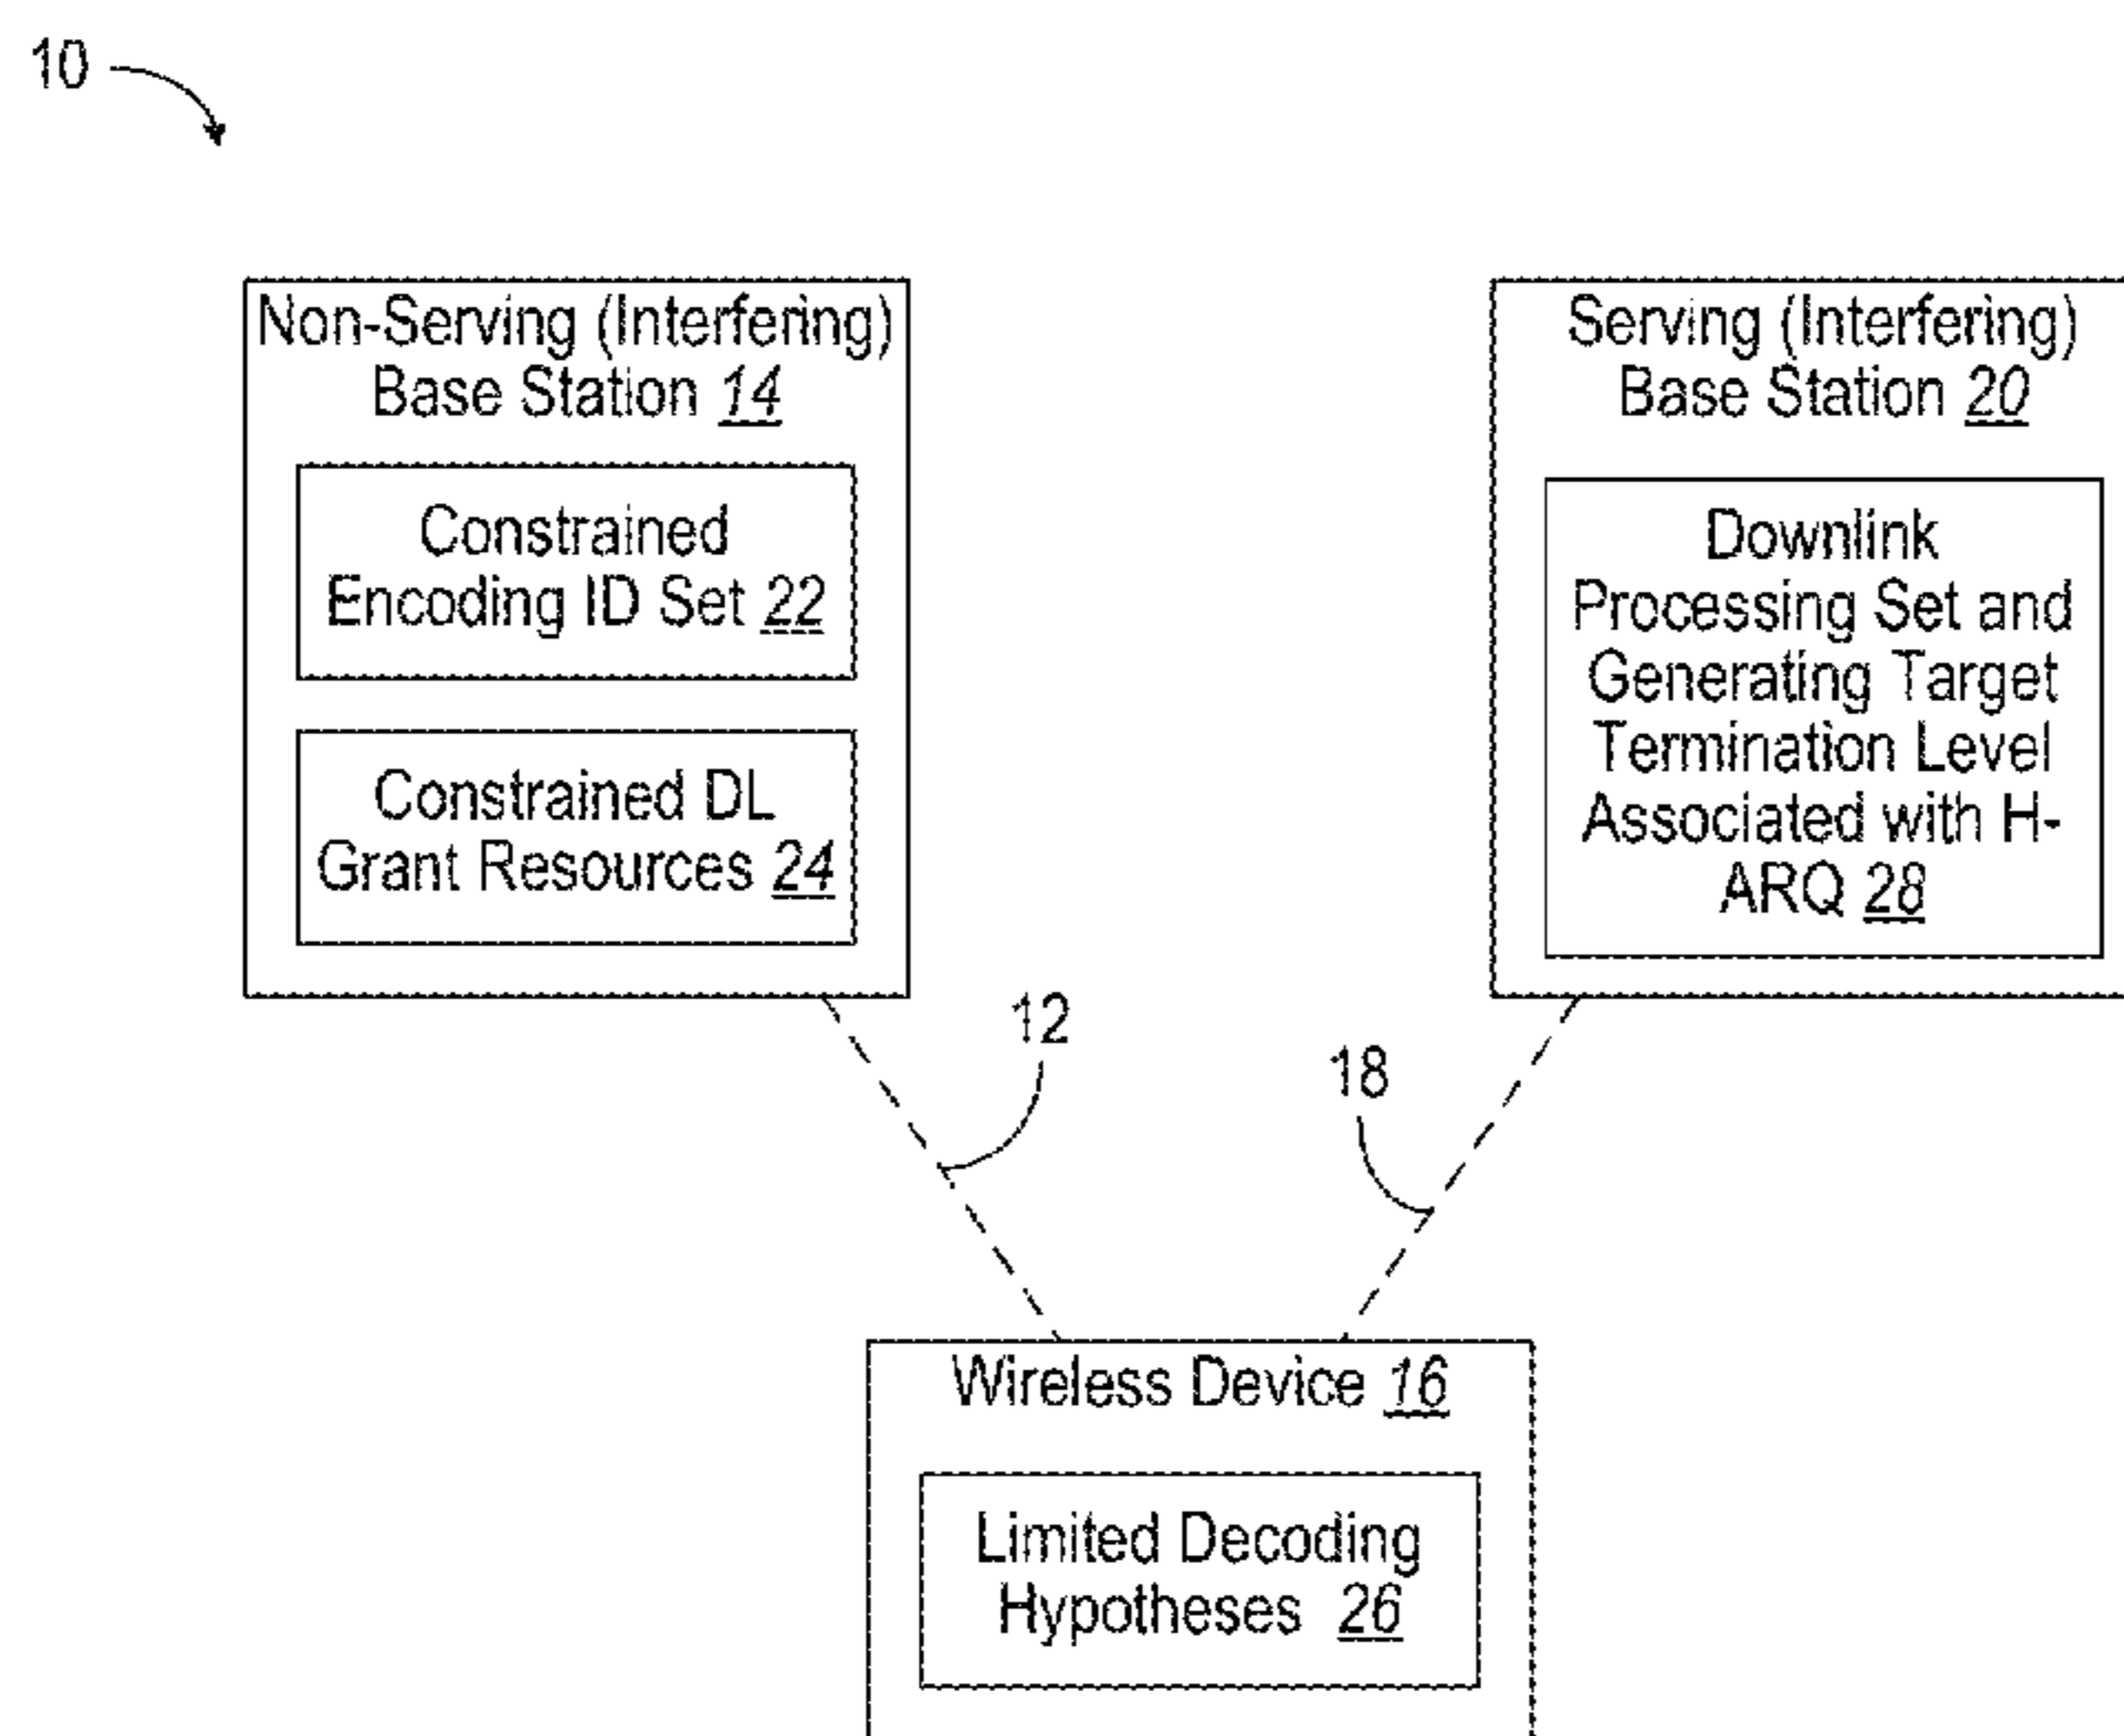 10
Non-Serving (Interfering)
Base Station 14
Constrained
Encoding ID Set 22
Constrained DL
Grant Resources 24
Serving (Interfering)
Base Station 20
Downlink
Processing Set and
Generating Target
Termination Level
Associated with H-
ARQ 28
12
18
Wireless Device 16
Limited Decoding
Hypotheses 26